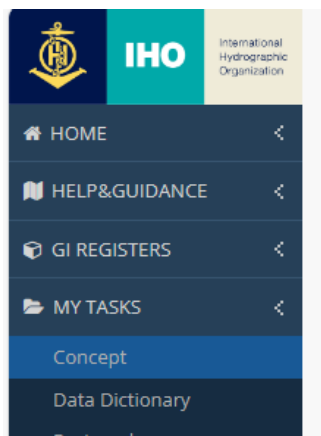 IHO
International
Hydrographic
Organization
HOME
HELP&GUIDANCE
GI REGISTERS
MY TASKS
Concept
Data Dictionary